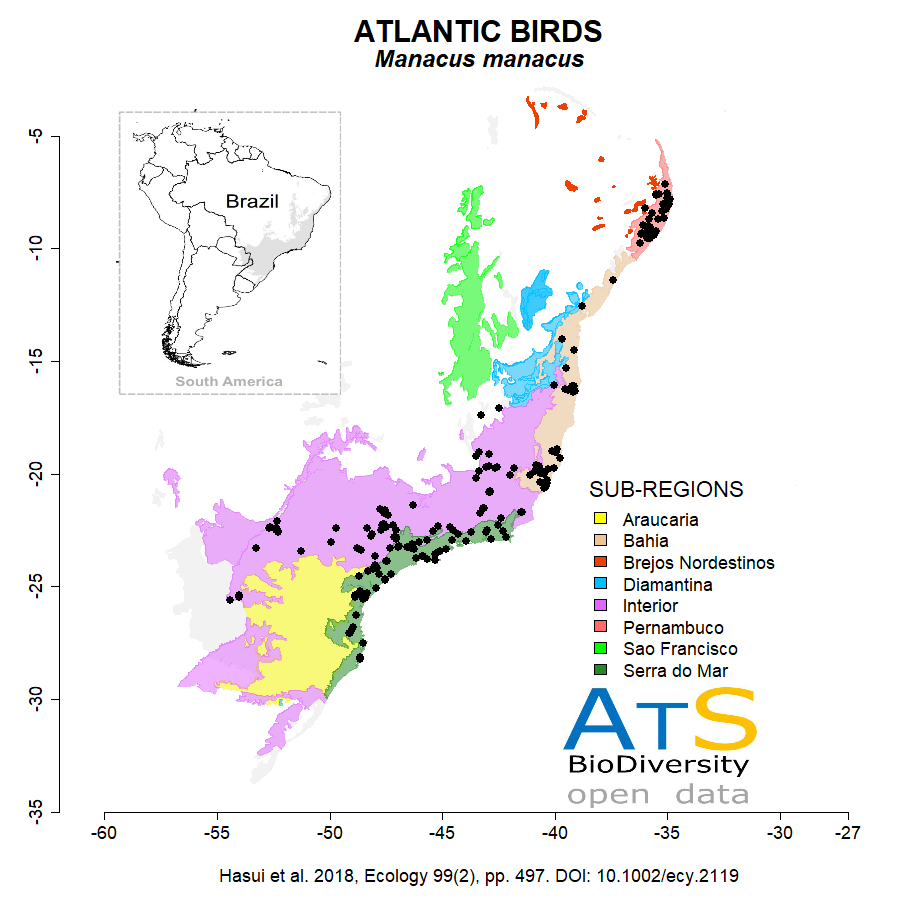 ATLANTIC BIRDS
Manacus manacus
Brazil
South America
-5
-10
-15
-20
-25
-30
-35
SUB-REGIONS
Araucaria
Bahia
Brejos Nordestinos
Diamantina
Interior
Pernambuco
Sao Francisco
Serra do Mar
ATS
BioDiversity
open data
-60 -55 -50 -45 -40 -35 -30 -27
Hasui et al. 2018, Ecology 99(2), pp. 497. DOI: 10.1002/ecy.2119